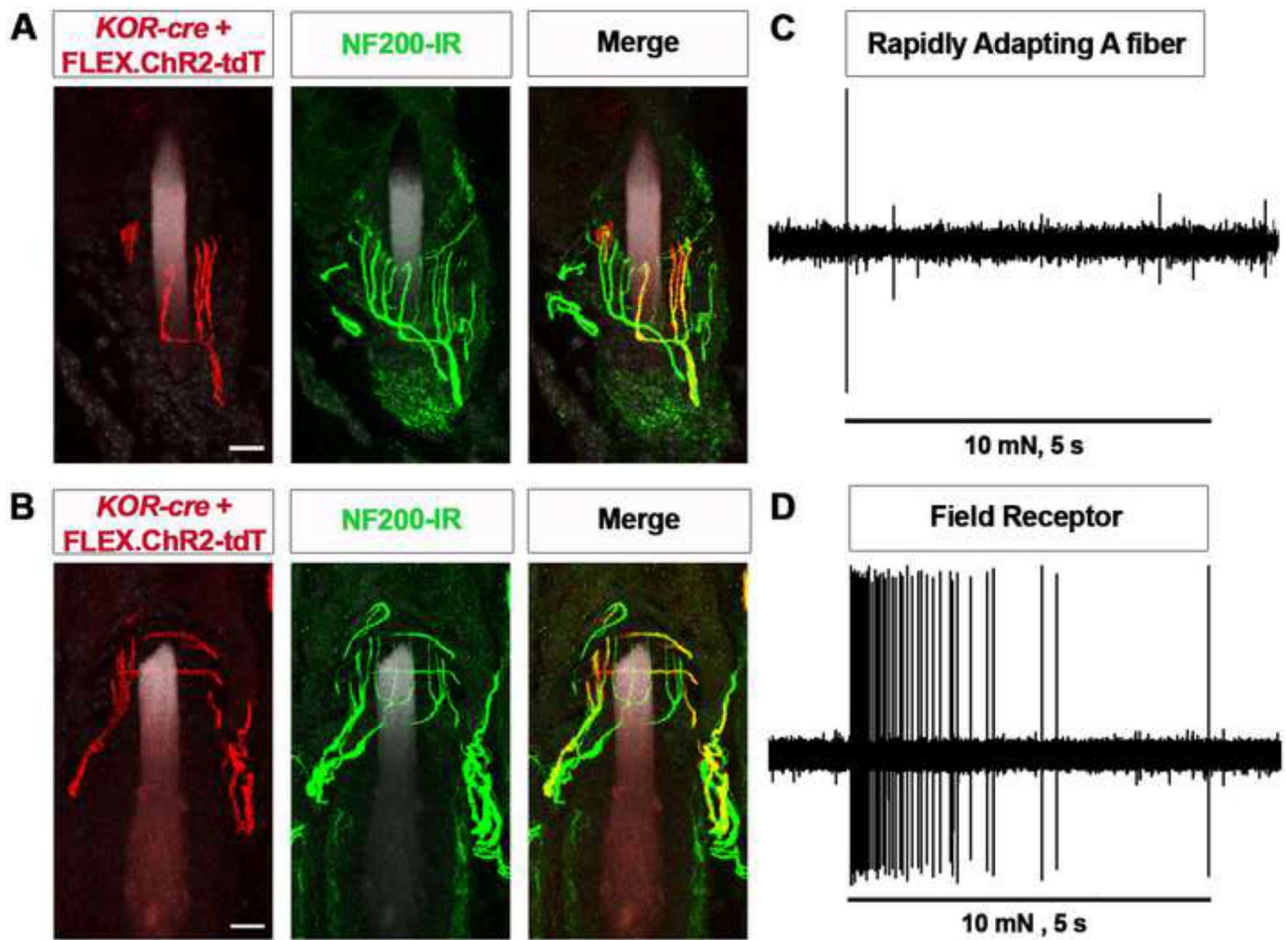 A
KOR-cre +
FLEX.ChR2-tdT
NF200-IR
Merge
C
Rapidly Adapting A fiber
10 mN, 5 s
B
KOR-cre +
FLEX.ChR2-tdT
NF200-IR
Merge
D
Field Receptor
10 mN , 5 s